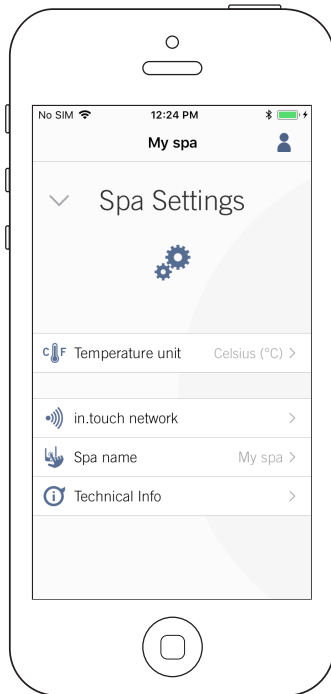 No SIM 12:24 PM
My spa
Spa Settings
C F Temperature unit Celsius (°C) >
in.touch network >
Spa name My spa >
i Technical Info >